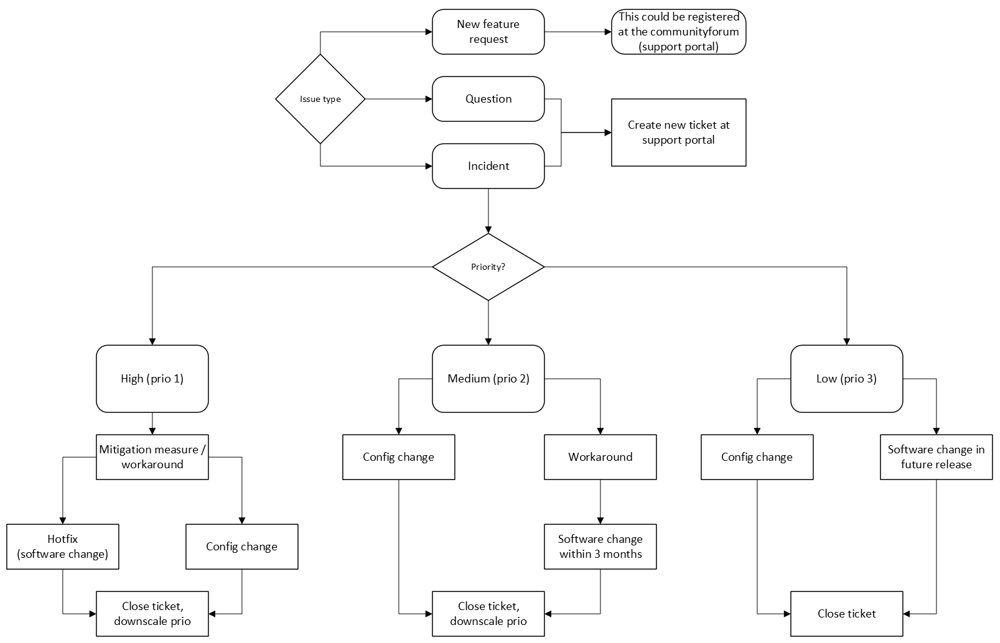 New feature
request
This could be registered
at the communityforum
(support portal)
Issue type
Question
Create new ticket at
support portal
Incident
Priority?
High (prio 1)
Medium (prio 2)
Low (prio 3)
Mitigation measure /
workaround
Config change
Workaround
Config change
Software change in
future release
Hotfix
(software change)
Config change
Software change
within 3 months
Close ticket,
downscale prio
Close ticket,
downscale prio
Close ticket